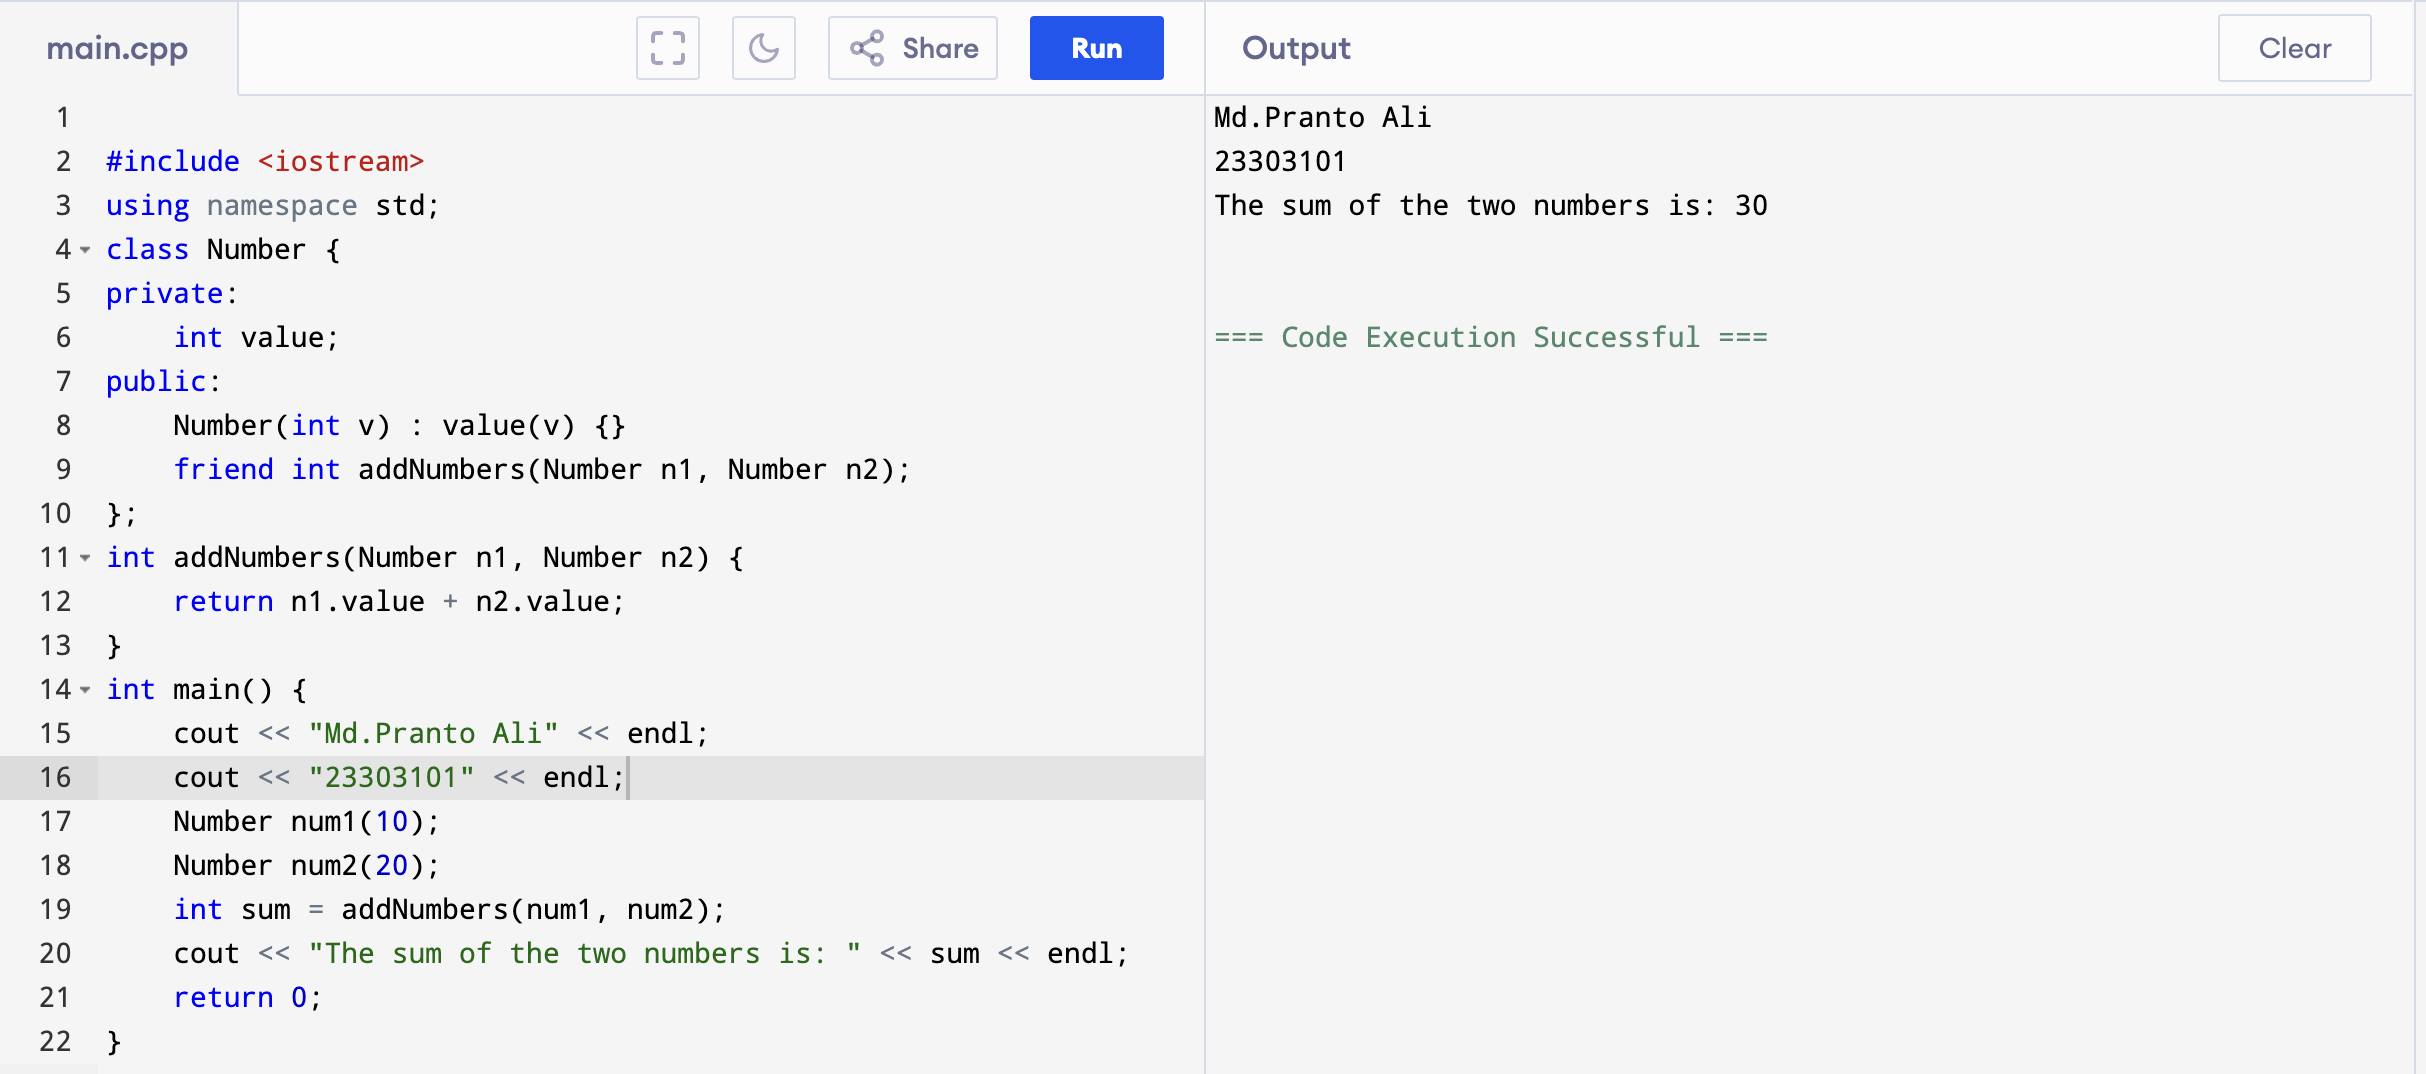 main.cpp
Share
Run
Output
Clear
1
2 #include <iostream>
3 using namespace std;
4 class Number {
5 private:
6     int value;
7 public:
8     Number(int v) : value(v) {}
9     friend int addNumbers(Number n1, Number n2);
10 };
11 int addNumbers(Number n1, Number n2) {
12     return n1.value + n2.value;
13 }
14 int main() {
15     cout << "Md.Pranto Ali" << endl;
16     cout << "23303101" << endl;
17     Number num1(10);
18     Number num2(20);
19     int sum = addNumbers(num1, num2);
20     cout << "The sum of the two numbers is: " << sum << endl;
21     return 0;
22 }
Md.Pranto Ali
23303101
The sum of the two numbers is: 30
=== Code Execution Successful ===